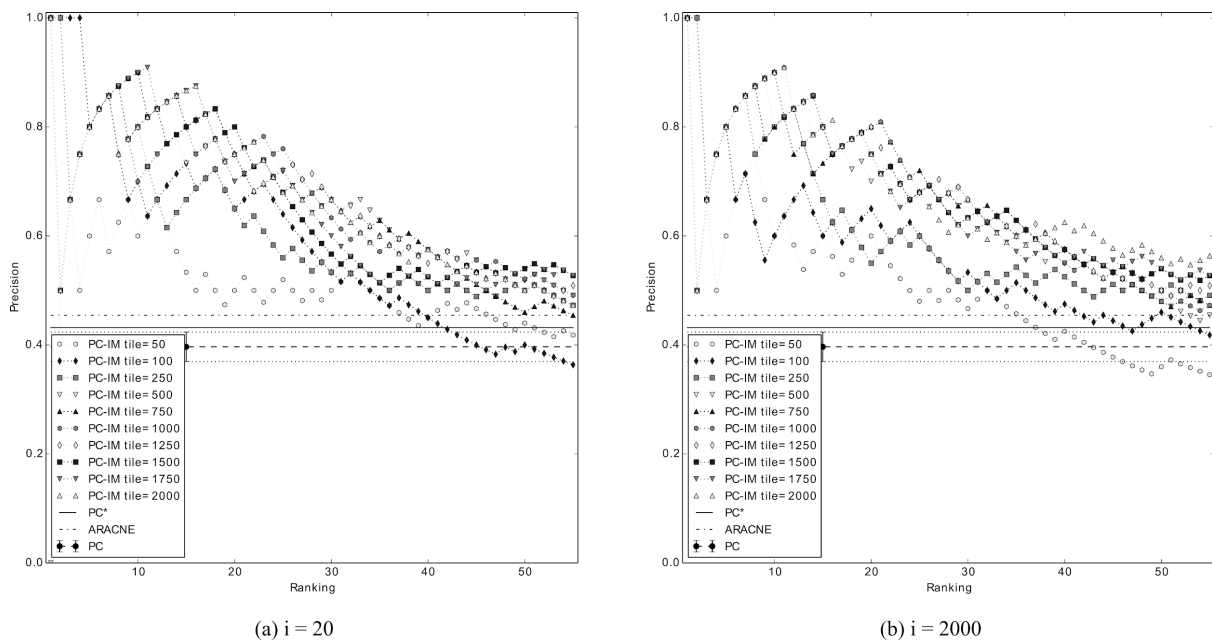 1.0
0.8
0.6
0.4
0.2
0.0
Precision
PC-IM tile= 50
PC-IM tile= 100
PC-IM tile= 250
PC-IM tile= 500
PC-IM tile= 750
PC-IM tile= 1000
PC-IM tile= 1250
PC-IM tile= 1500
PC-IM tile= 1750
PC-IM tile= 2000
PC*
ARACNE
PC
10
20
30
40
50
Ranking
(a) i = 20
1.0
0.8
0.6
0.4
0.2
0.0
Precision
PC-IM tile= 50
PC-IM tile= 100
PC-IM tile= 250
PC-IM tile= 500
PC-IM tile= 750
PC-IM tile= 1000
PC-IM tile= 1250
PC-IM tile= 1500
PC-IM tile= 1750
PC-IM tile= 2000
PC*
ARACNE
PC
10
20
30
40
50
Ranking
(b) i = 2000